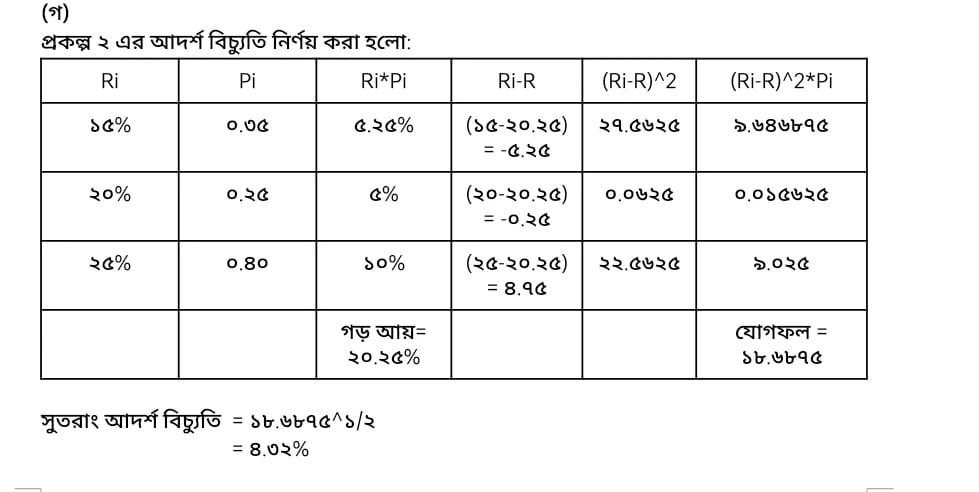 (গ)
প্রকল্প ২ এর আদর্শ বিচ্যুতি নির্ণয় করা হলো:
Ri Pi Ri*Pi Ri-R (Ri-R)^2 (Ri-R)^2*Pi
১৫% ০.৩৫ ৫.২৫% (১৫-২০.২৫) ২৭.৫৬২৫ ৯.৬৪৬৮৭৫
= -৫.২৫
২০% ০.২৫ ৫% (২০-২০.২৫) ০.০৬২৫ ০.০১৫৬২৫
= -০.২৫
২৫% ০.৪০ ১০% (২৫-২০.২৫) ২২.৫৬২৫ ৯.০২৫
= ৪.৭৫
গড় আয়= যোগফল =
২০.২৫% ১৮.৬৮৭৫
সুতরাং আদর্শ বিচ্যুতি = ১৮.৬৮৭৫^১/২
= ৪.৩২%